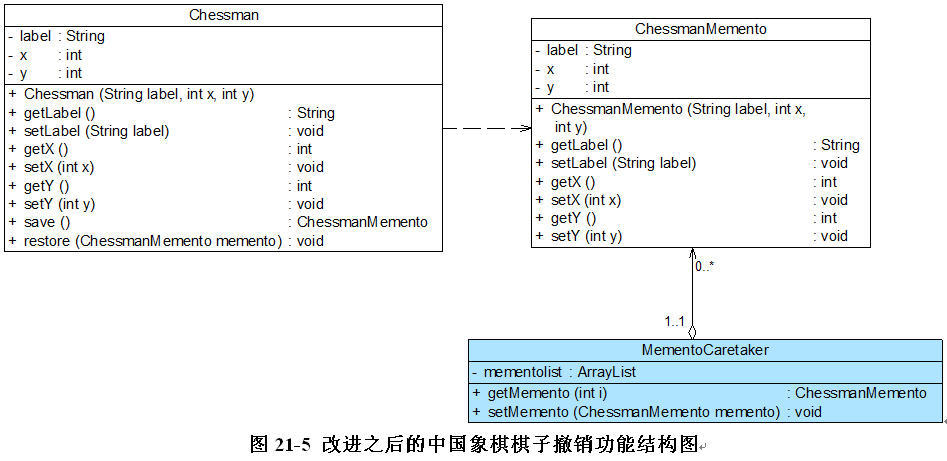 Chessman
- label : String
- x : int
- y : int
+ Chessman (String label, int x, int y)
+ getLabel () : String
+ setLabel (String label) : void
+ getX () : int
+ setX (int x) : void
+ getY () : int
+ setY (int y) : void
+ save () : ChessmanMemento
+ restore (ChessmanMemento memento) : void
ChessmanMemento
- label : String
- x : int
- y : int
+ ChessmanMemento (String label, int x,
int y)
+ getLabel () : String
+ setLabel (String label) : void
+ getX () : int
+ setX (int x) : void
+ getY () : int
+ setY (int y) : void
0..*
1..1
MementoCaretaker
- mementolist : ArrayList
+ getMemento (int i) : ChessmanMemento
+ setMemento (ChessmanMemento memento) : void
图 21-5 改进之后的中国象棋棋子撤销功能结构图